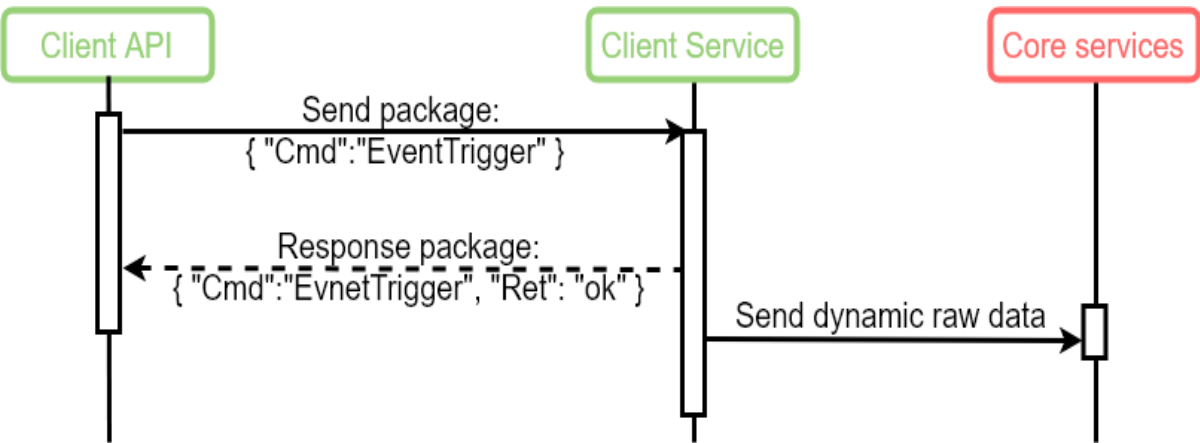 Client API
Client Service
Core services
Send package:
{ "Cmd":"EventTrigger" }
Response package:
{ "Cmd":"EvnetTrigger", "Ret": "ok" }
Send dynamic raw data